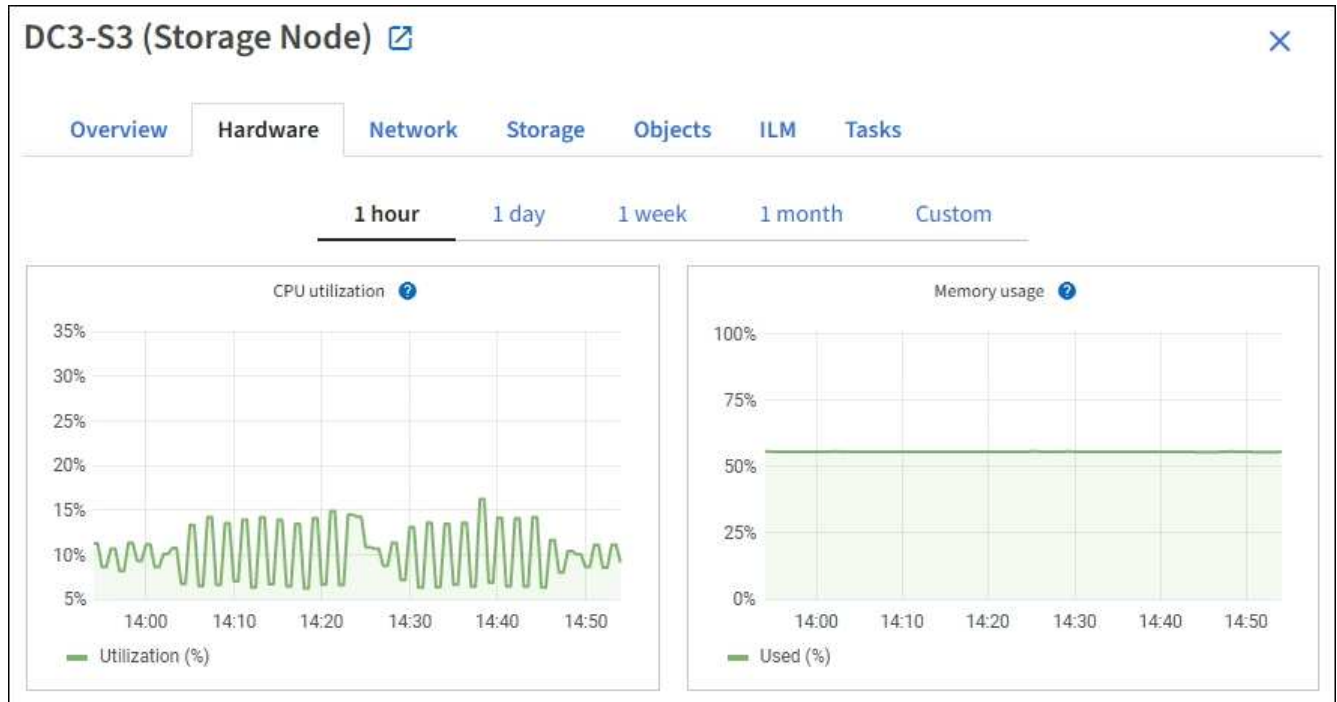 DC3-S3 (Storage Node)
Overview Hardware Network Storage Objects ILM Tasks
1 hour 1 day 1 week 1 month Custom
CPU utilization ?
35%
30%
25%
20%
15%
10%
5%
14:00 14:10 14:20 14:30 14:40 14:50
Utilization (%)
Memory usage ?
100%
75%
50%
25%
0%
14:00 14:10 14:20 14:30 14:40 14:50
Used (%)